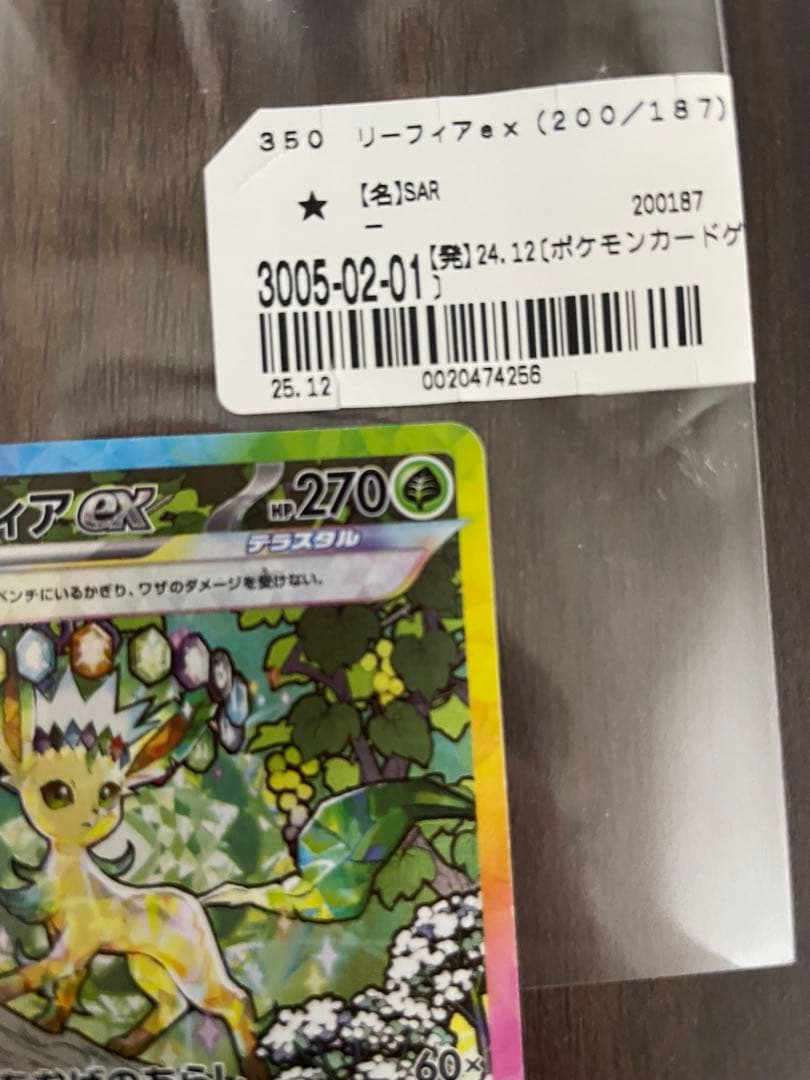 350 リーフィアex(200/187)
★ 【名】SAR 200187
ー
3005-02-01 【発】24.12〔ポケモンカードゲ
〕
25.12 0020474256
ィアex HP270
テラスタル
ベンチにいるかぎり、ワザのダメージを受けない。
60×